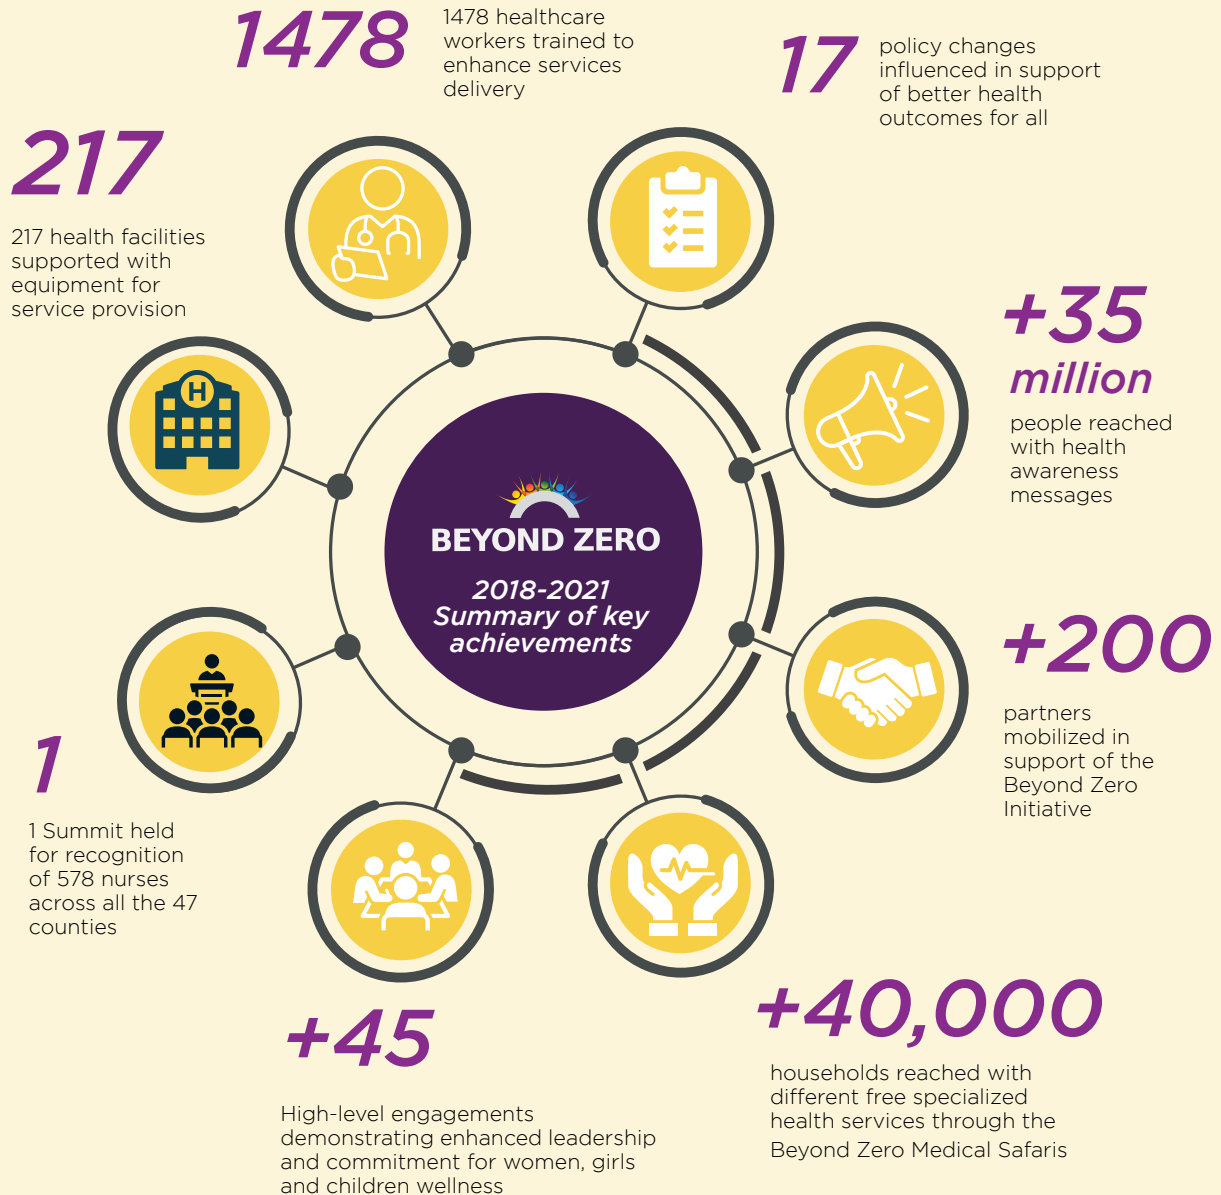 1478
1478 healthcare
workers trained to
enhance services
delivery
17
policy changes
influenced in support
of better health
outcomes for all
217
217 health facilities
supported with
equipment for
service provision
+35
million
people reached
with health
awareness
messages
H
BEYOND ZERO
2018-2021
Summary of key
achievements
+200
partners
mobilized in
support of the
Beyond Zero
Initiative
1
1 Summit held
for recognition
of 578 nurses
across all the 47
counties
+45
High-level engagements
demonstrating enhanced leadership
and commitment for women, girls
and children wellness
+40,000
households reached with
different free specialized
health services through the
Beyond Zero Medical Safaris